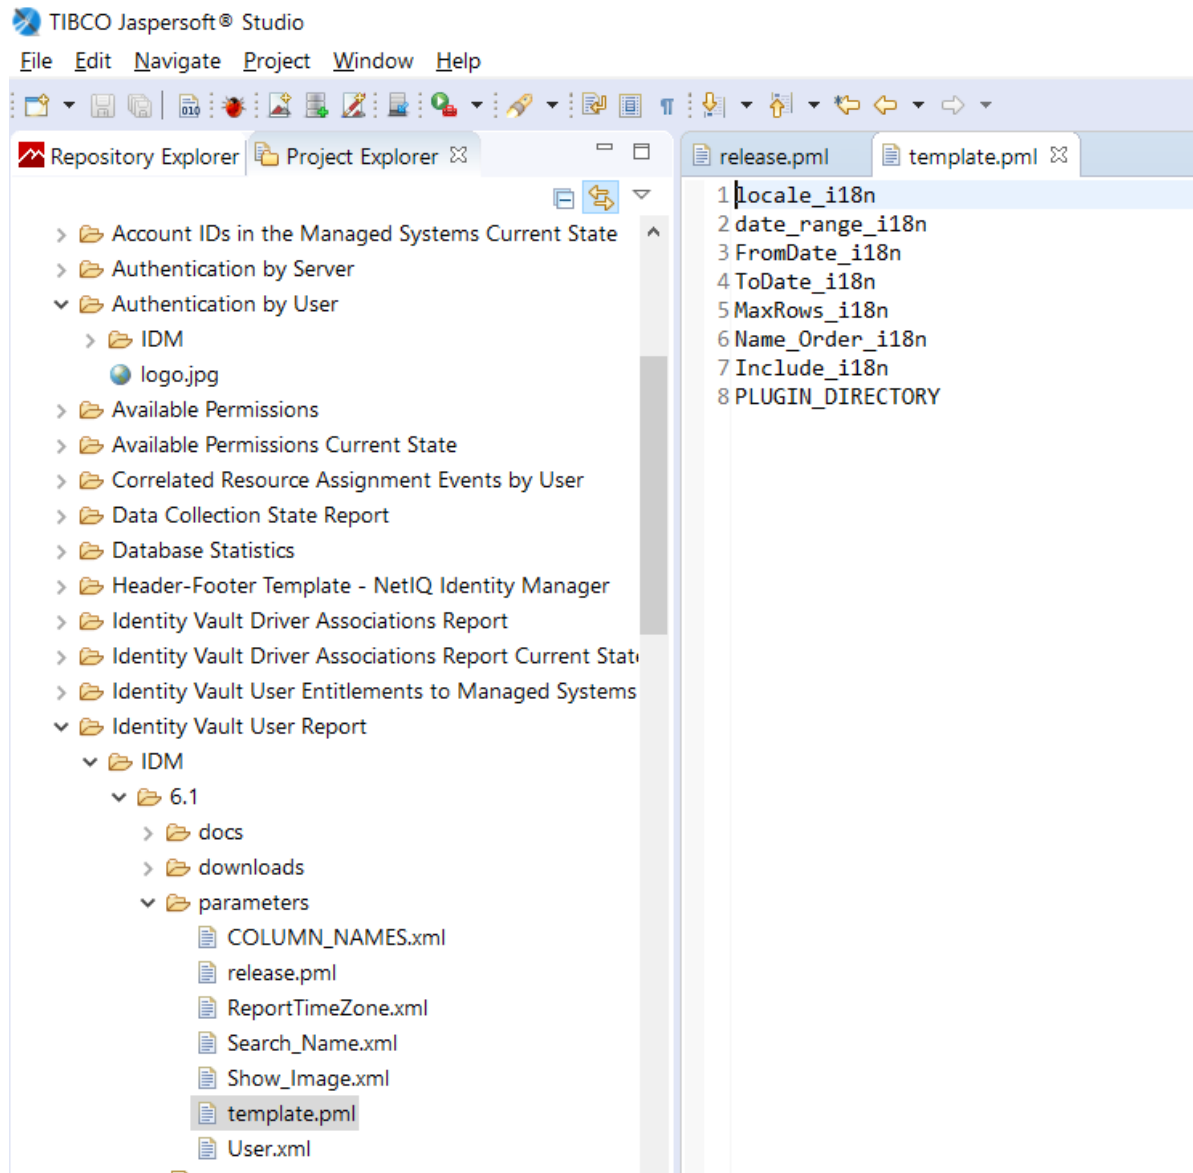 TIBCO Jaspersoft® Studio
File Edit Navigate Project Window Help
010
Repository Explorer Project Explorer
Account IDs in the Managed Systems Current State
Authentication by Server
Authentication by User
IDM
logo.jpg
Available Permissions
Available Permissions Current State
Correlated Resource Assignment Events by User
Data Collection State Report
Database Statistics
Header-Footer Template - NetIQ Identity Manager
Identity Vault Driver Associations Report
Identity Vault Driver Associations Report Current Stat
Identity Vault User Entitlements to Managed Systems
Identity Vault User Report
IDM
6.1
docs
downloads
parameters
COLUMN_NAMES.xml
release.pml
ReportTimeZone.xml
Search_Name.xml
Show_Image.xml
template.pml
User.xml
release.pml template.pml
1 locale_i18n
2 date_range_i18n
3 FromDate_i18n
4 ToDate_i18n
5 MaxRows_i18n
6 Name_Order_i18n
7 Include_i18n
8 PLUGIN_DIRECTORY